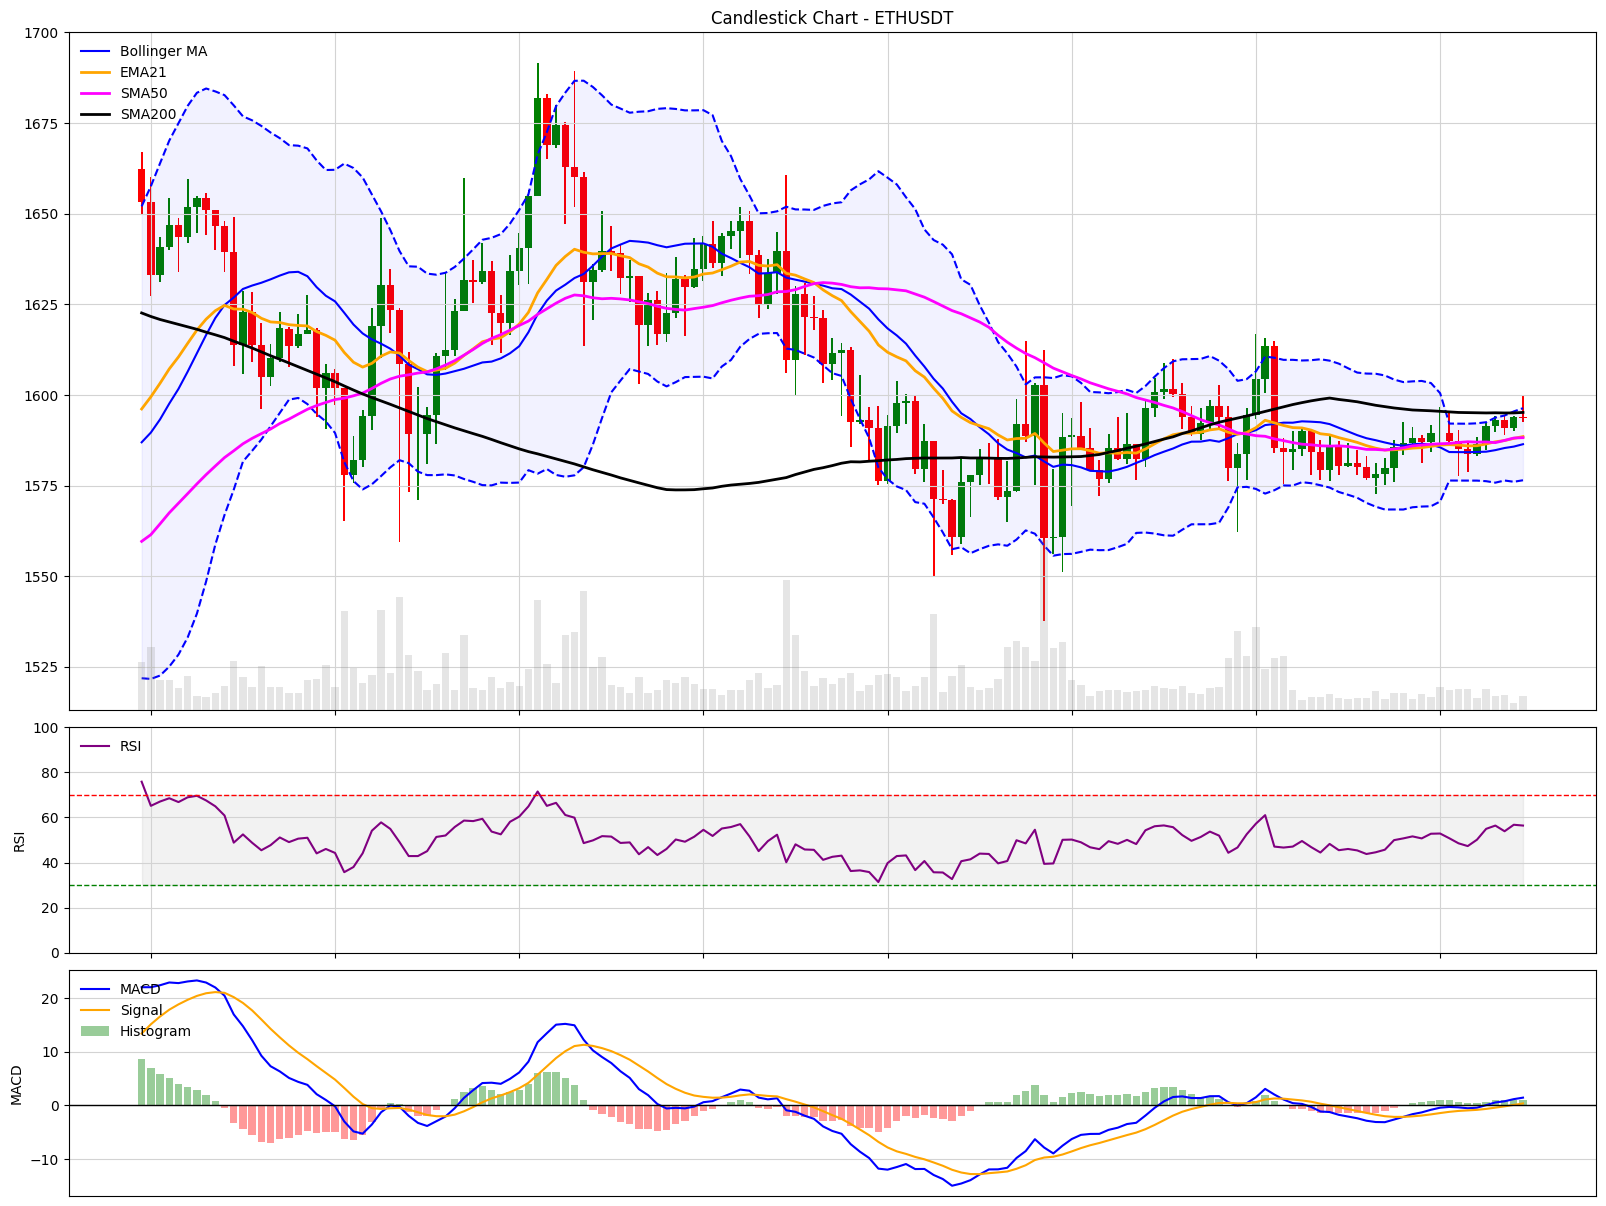 Candlestick Chart - ETHUSDT
1700
1675
1650
1625
1600
1575
1550
1525
Bollinger MA
EMA21
SMA50
SMA200
100
80
60
40
20
0
RSI
RSI
20
10
0
−10
MACD
MACD
Signal
Histogram